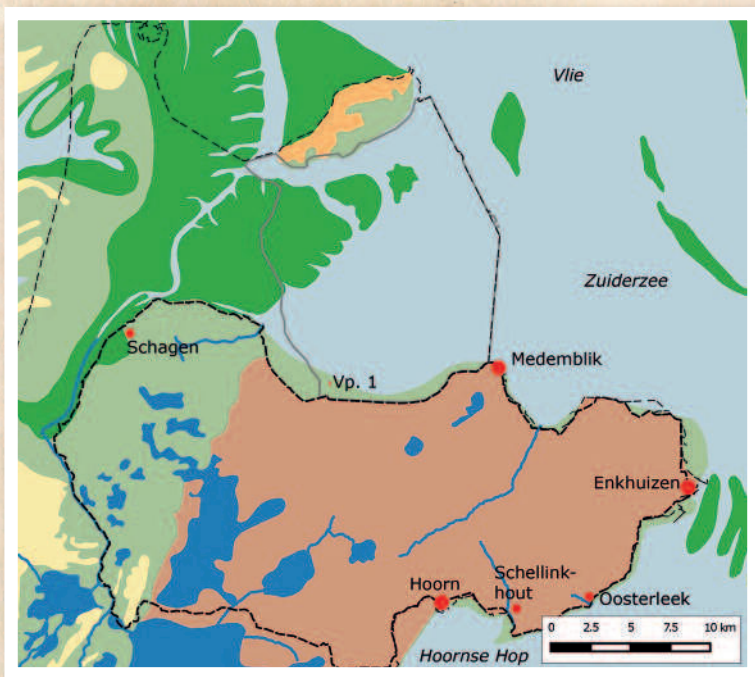 Vlie
Zuiderzee
Schagen
Medemblik
Vp. 1
Enkhuizen
Hoorn
Schellink-
hout
Oosterleek
Hoornse Hop
0 2.5 5 7.5 10 km